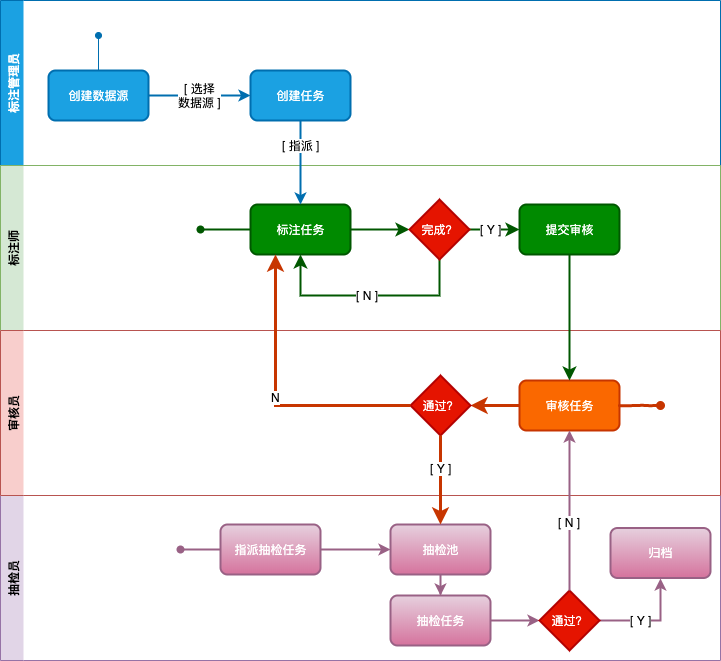 标注管理员
创建数据源
[ 选择
数据源 ]
创建任务
[ 指派 ]
标注师
标注任务
完成?
[ Y ]
提交审核
[ N ]
审核员
N
通过?
审核任务
[ Y ]
抽检员
指派抽检任务
抽检池
[ N ]
归档
抽检任务
通过?
[ Y ]